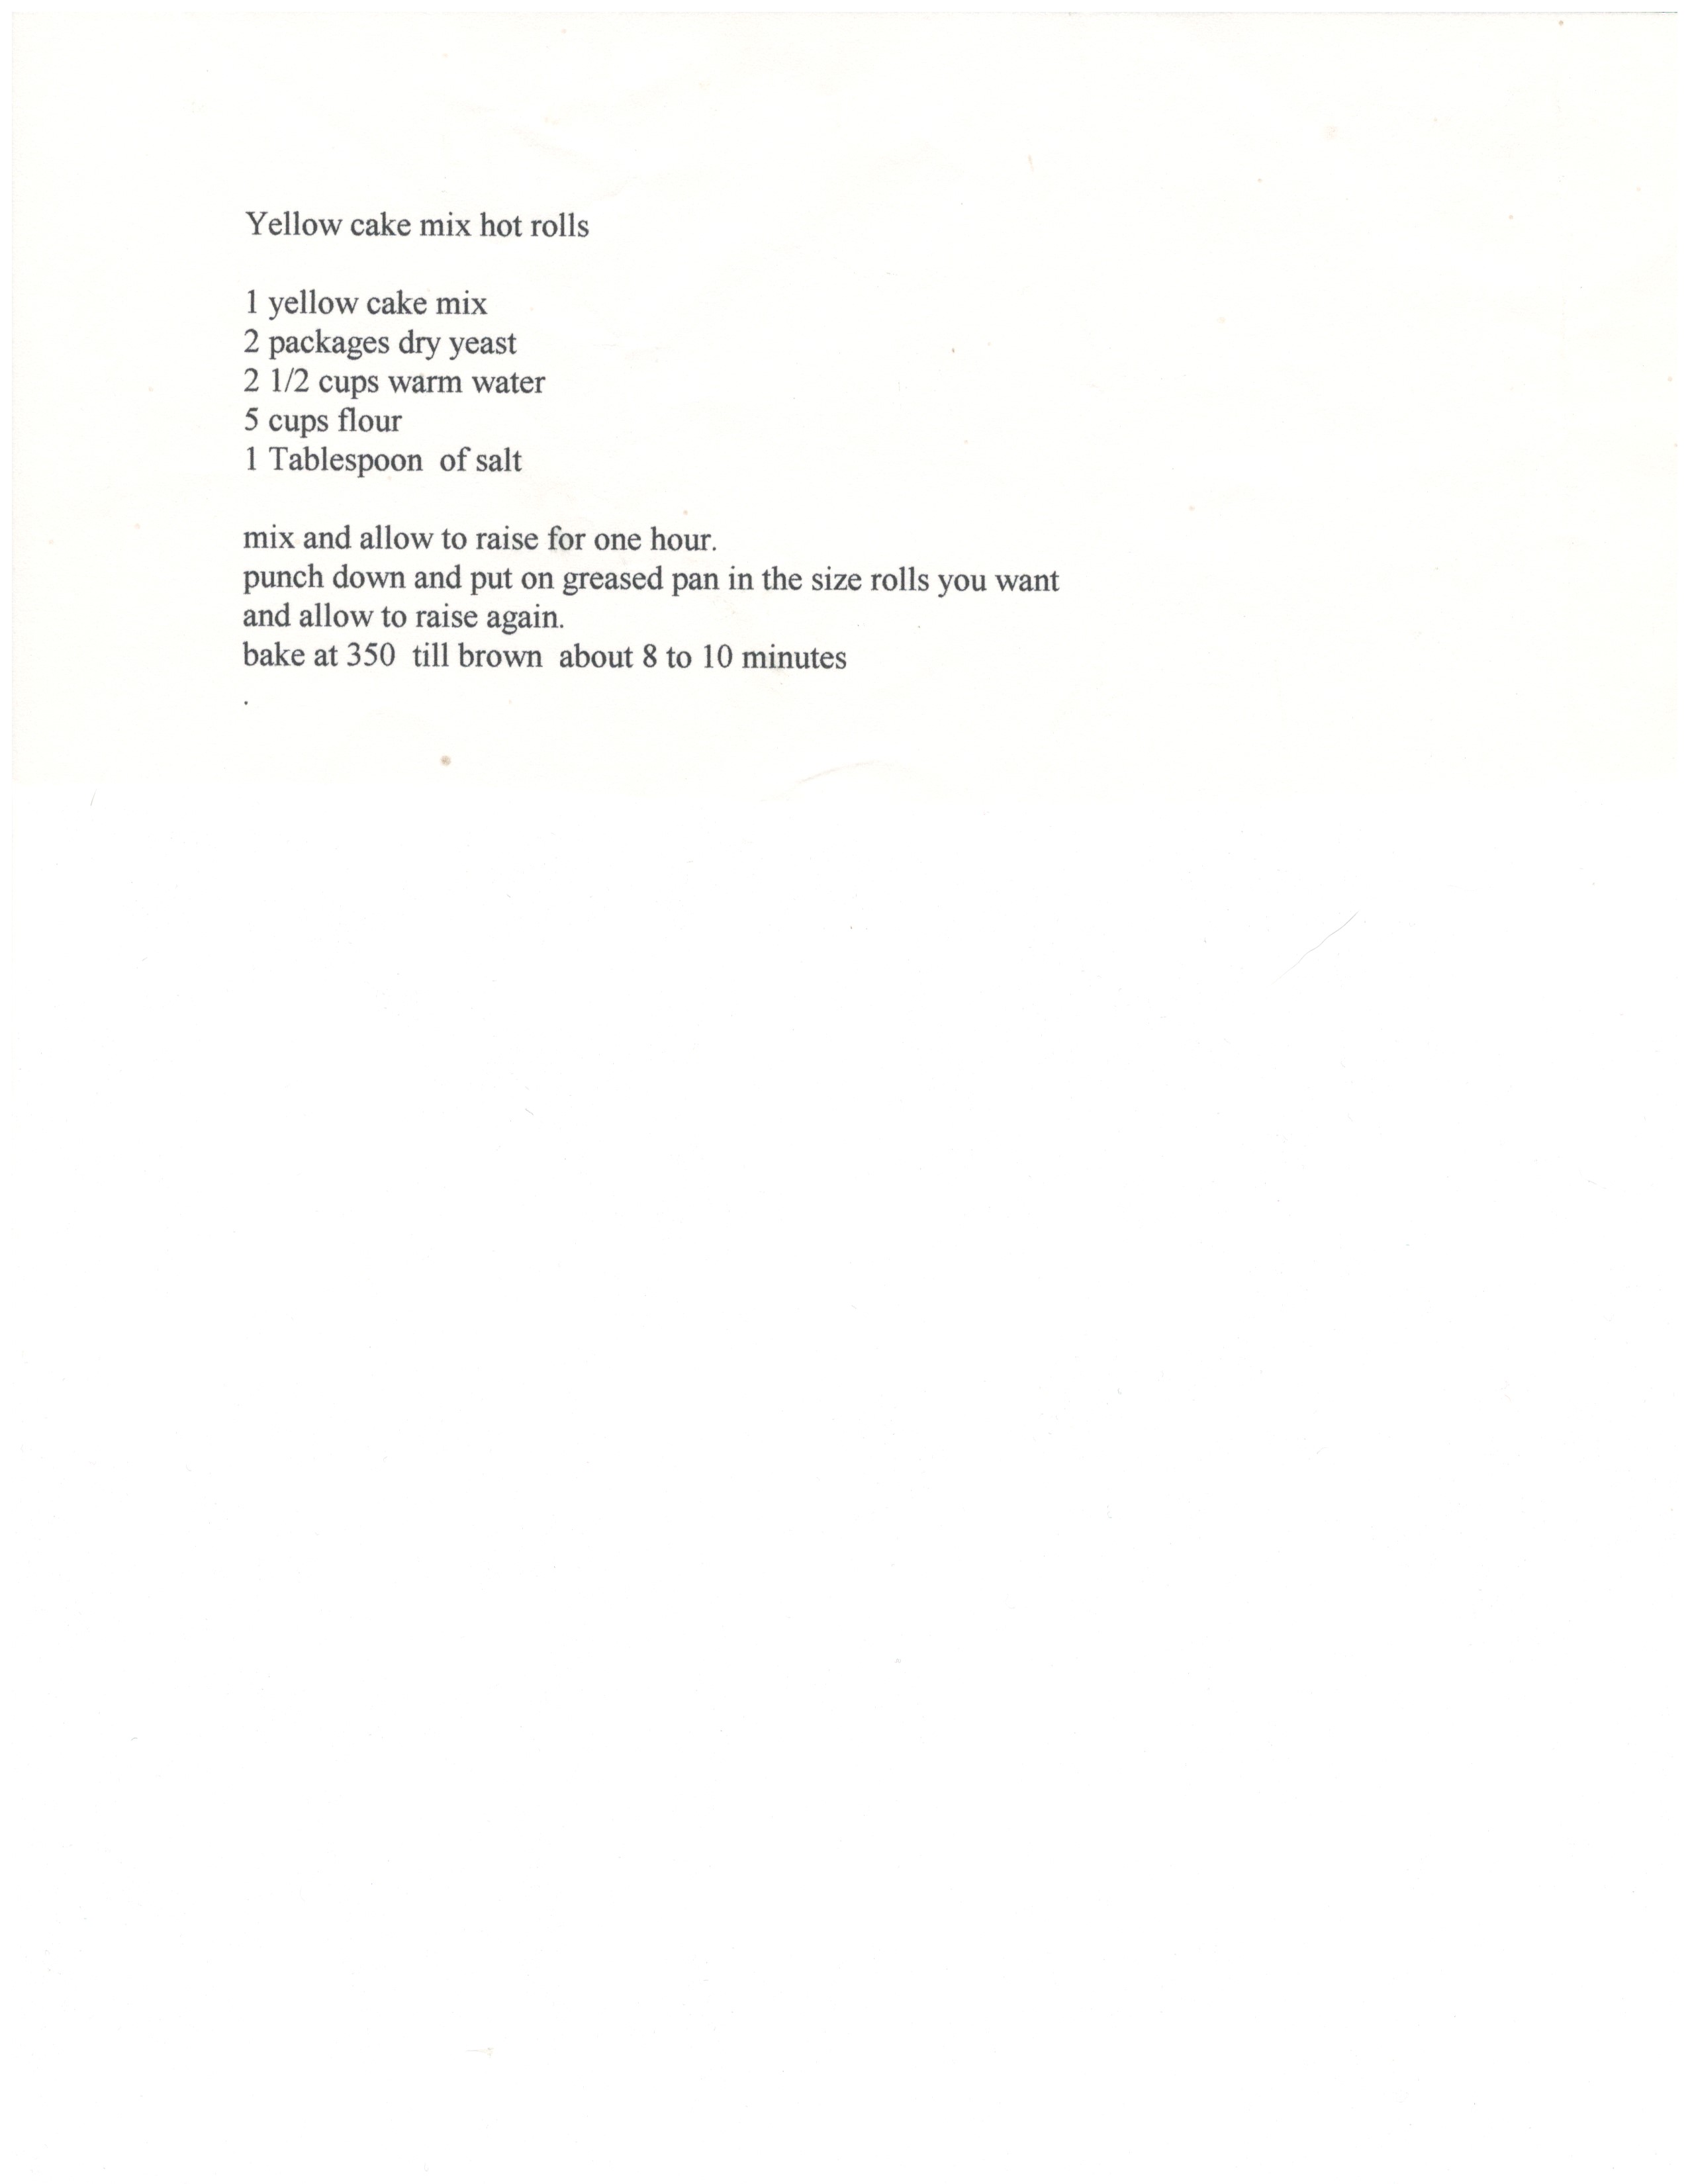 Yellow cake mix hot rolls
1 yellow cake mix
2 packages dry yeast
2 1/2 cups warm water
5 cups flour
1 Tablespoon  of salt
mix and allow to raise for one hour.
punch down and put on greased pan in the size rolls you want
and allow to raise again.
bake at 350  till brown  about 8 to 10 minutes
.